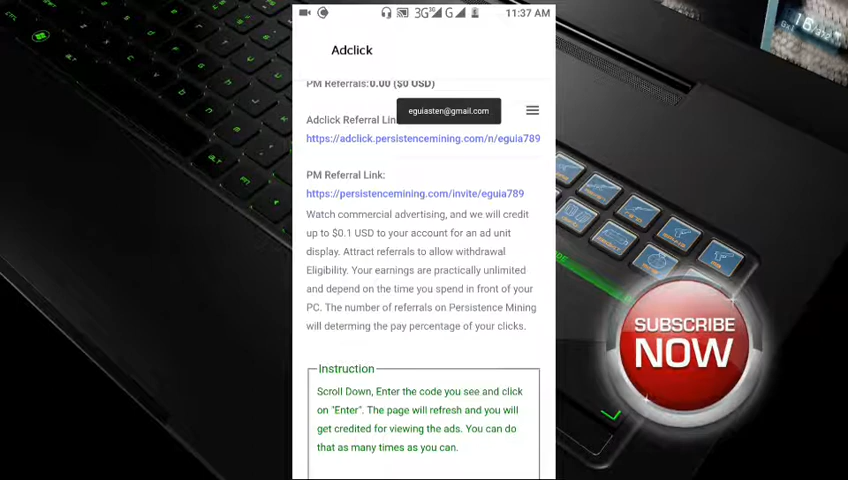 11:37 AM
3G G
Adclick
PM Referrals: 0.00 ($0 USD)
eguiasten@gmail.com
Adclick Referral Lin
https://adclick.persistencemining.com/n/eguia789
PM Referral Link:
https://persistencemining.com/invite/eguia789
Watch commercial advertising, and we will credit
up to $0.1 USD to your account for an ad unit
display. Attract referrals to allow withdrawal
Eligibility. Your earnings are practically unlimited
and depend on the time you spend in front of your
PC. The number of referrals on Persistence Mining
will determing the pay percentage of your clicks.
Instruction
Scroll Down, Enter the code you see and click
on "Enter". The page will refresh and you will
get credited for viewing the ads. You can do
that as many times as you can.
SUBSCRIBE
NOW